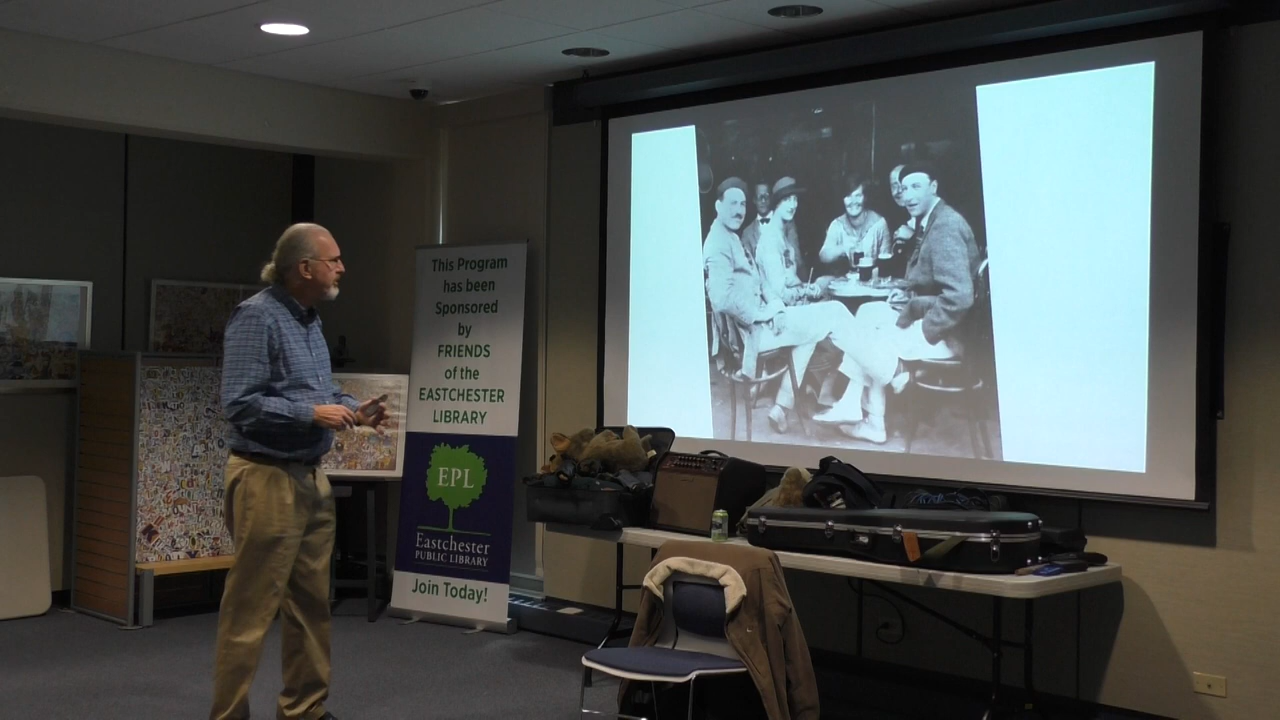 This Program
has been
Sponsored
by
FRIENDS
of the
EASTCHESTER
LIBRARY
EPL
Eastchester
PUBLIC LIBRARY
Join Today!